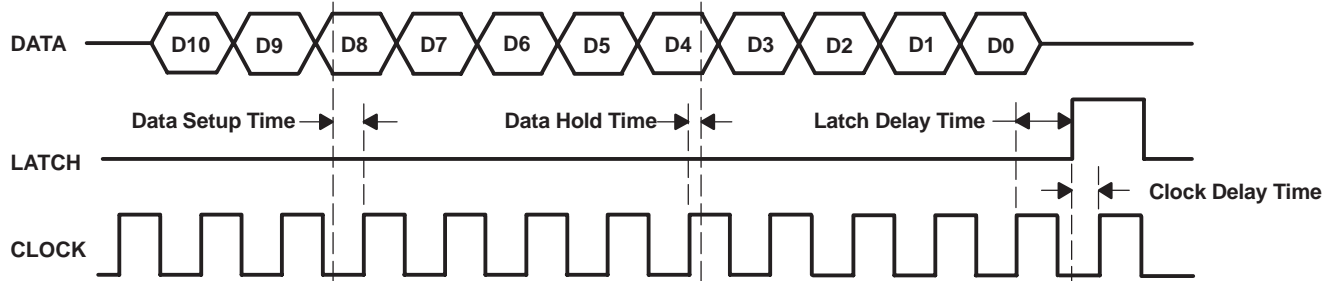 DATA D10 D9 D8 D7 D6 D5 D4 D3 D2 D1 D0
Data Setup Time Data Hold Time Latch Delay Time
LATCH
Clock Delay Time
CLOCK